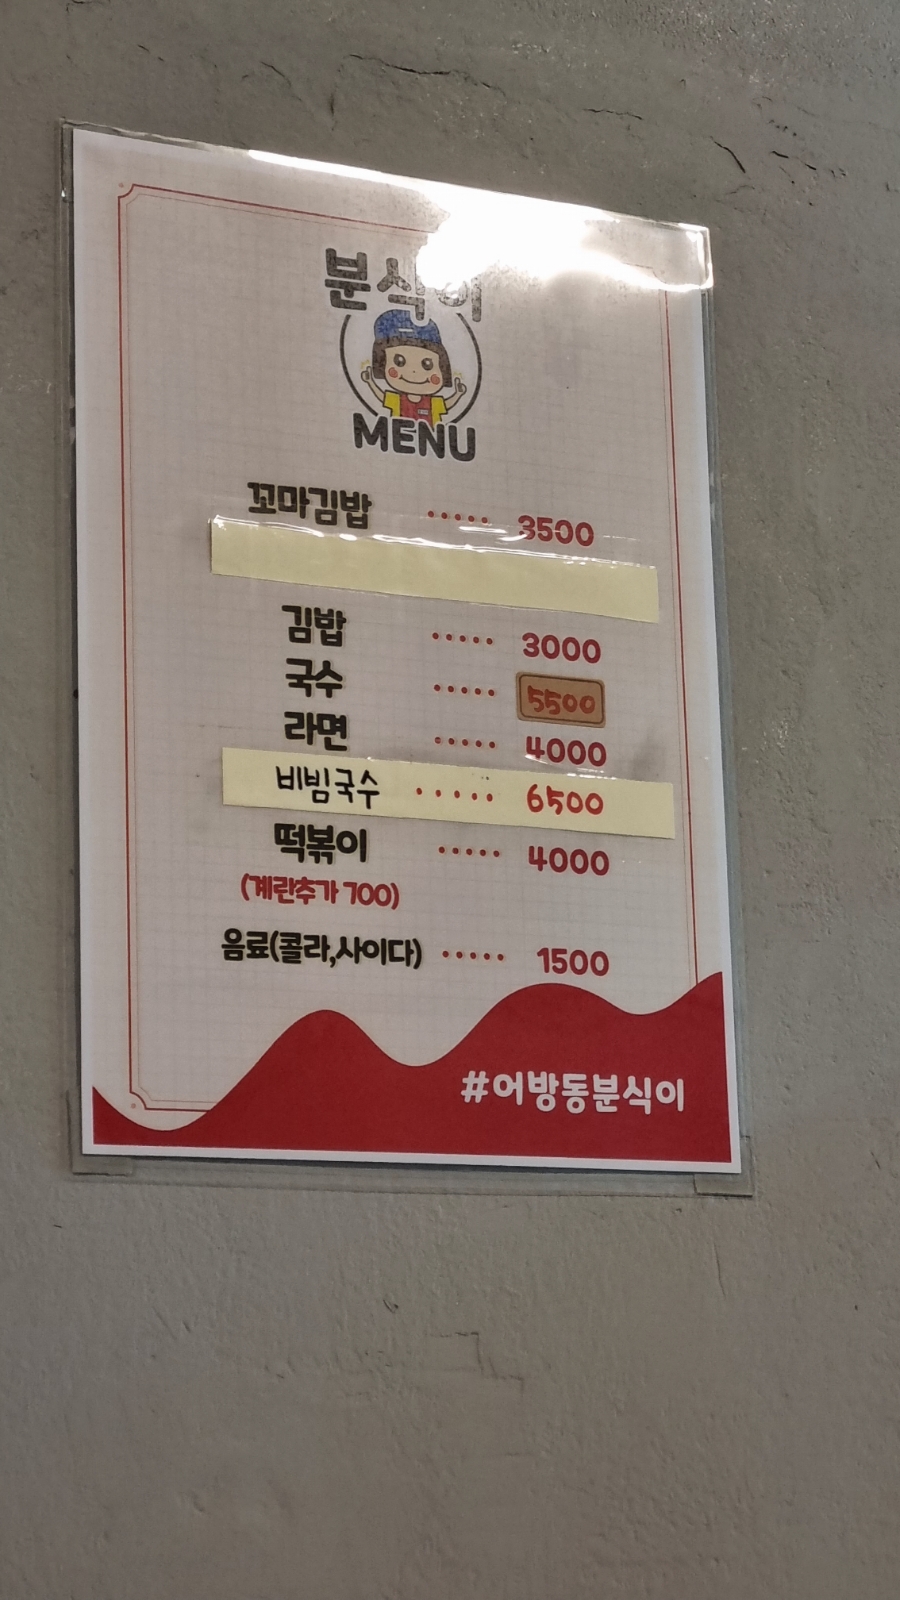 분식이
MENU
꼬마김밥 ..... 3500
김밥 ..... 3000
국수 ..... 5500
라면 ..... 4000
비빔국수 ..... 6500
떡볶이 ..... 4000
(계란추가 700)
음료(콜라,사이다) ..... 1500
#어방동분식이